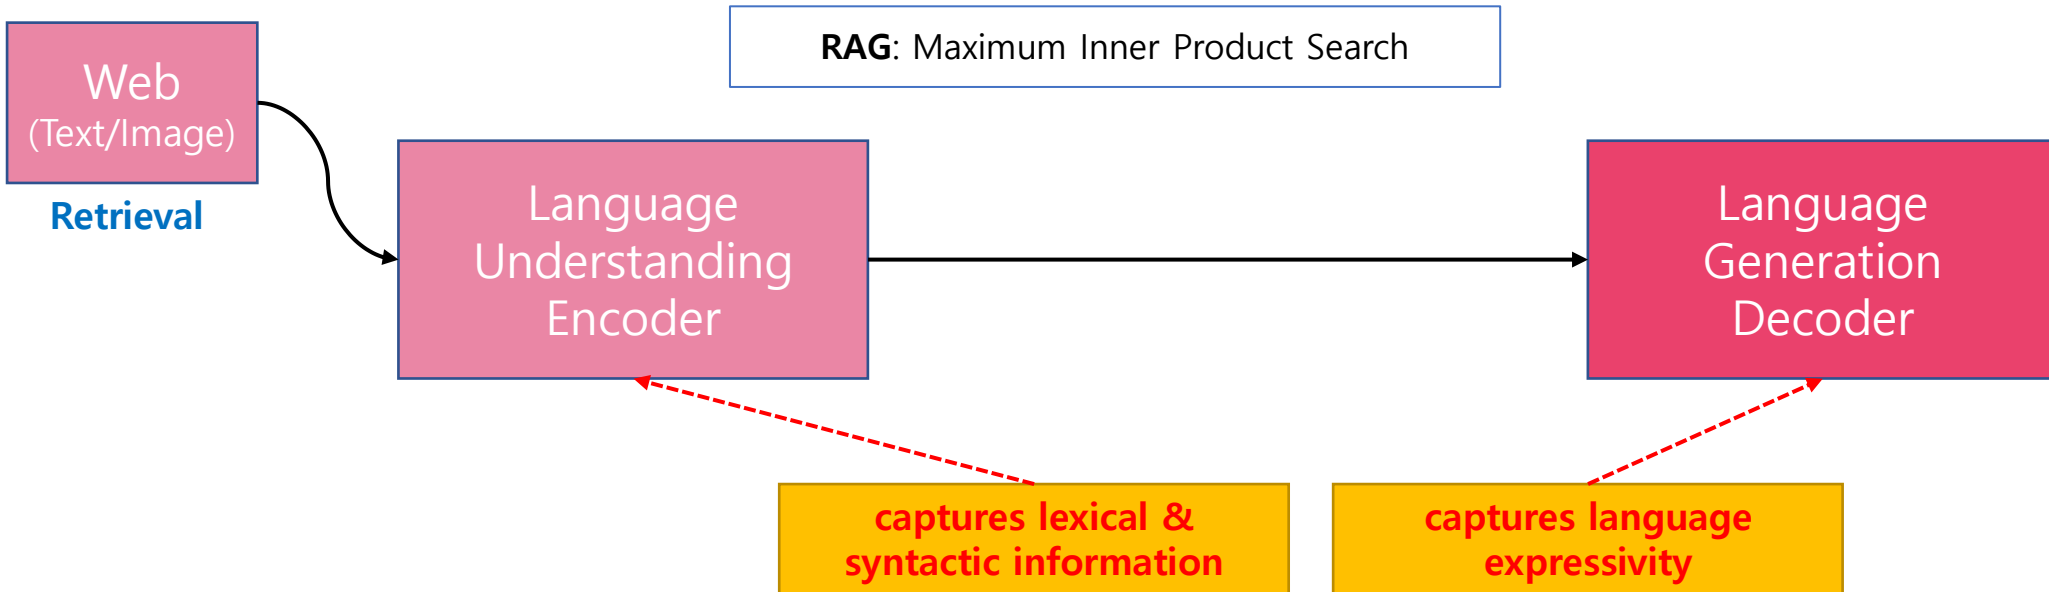 RAG: Maximum Inner Product Search
Web
(Text/Image)
Retrieval
Language
Understanding
Encoder
Language
Generation
Decoder
captures lexical &
syntactic information
captures language
expressivity